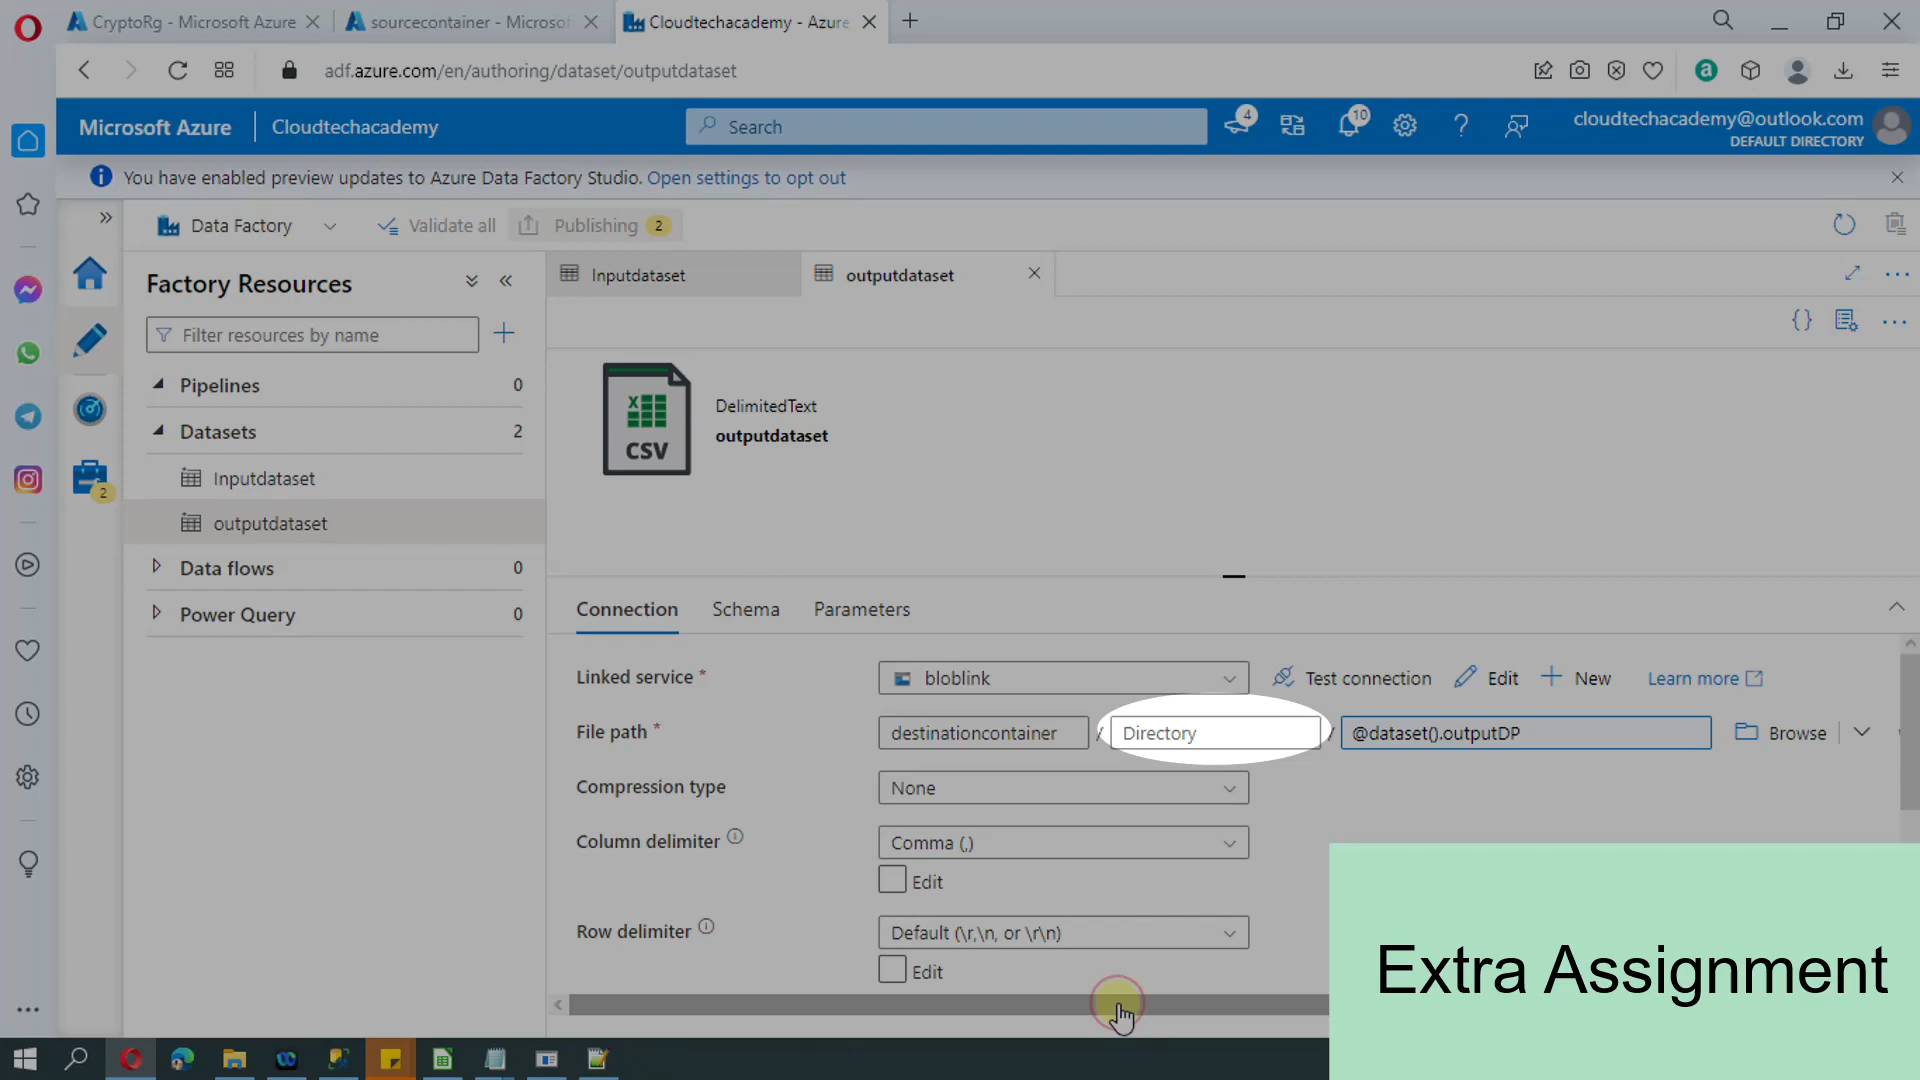 CryptoRg - Microsoft Azure
sourcecontainer - Microsof
Cloudtechacademy - Azure
adf.azure.com/en/authoring/dataset/outputdataset
a
Microsoft Azure
Cloudtechacademy
Search
4
10
cloudtechacademy@outlook.com
DEFAULT DIRECTORY
You have enabled preview updates to Azure Data Factory Studio. Open settings to opt out
Data Factory
Validate all
Publishing
2
Factory Resources
Inputdataset
outputdataset
Filter resources by name
Pipelines
0
Datasets
2
Inputdataset
outputdataset
Data flows
0
Power Query
0
2
X
CSV
DelimitedText
outputdataset
Connection
Schema
Parameters
Linked service *
bloblink
Test connection
Edit
New
Learn more
File path *
destinationcontainer
/
Directory
/
@dataset().outputDP
Browse
Compression type
None
Column delimiter
Comma (,)
Edit
Row delimiter
Default (\r,\n, or \r\n)
Edit
Extra Assignment